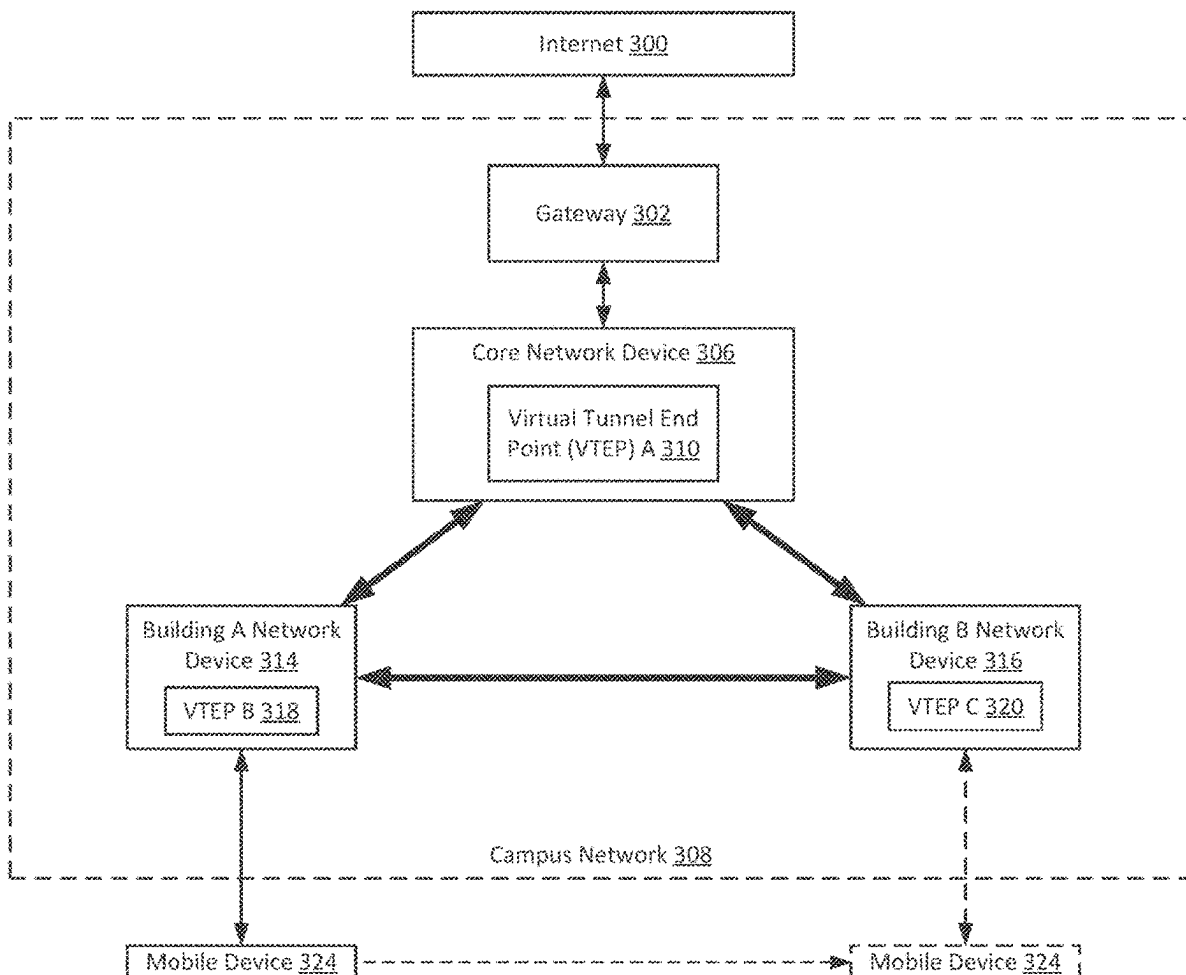 Internet 300
Gateway 302
Core Network Device 306
Virtual Tunnel End
Point (VTEP) A 310
Building A Network
Device 314
VTEP B 318
Building B Network
Device 316
VTEP C 320
Campus Network 308
Mobile Device 324
Mobile Device 324